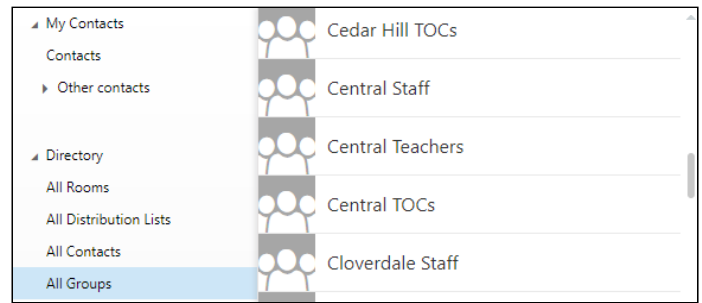 My Contacts
Contacts
Other contacts
Directory
All Rooms
All Distribution Lists
All Contacts
All Groups
Cedar Hill TOCs
Central Staff
Central Teachers
Central TOCs
Cloverdale Staff